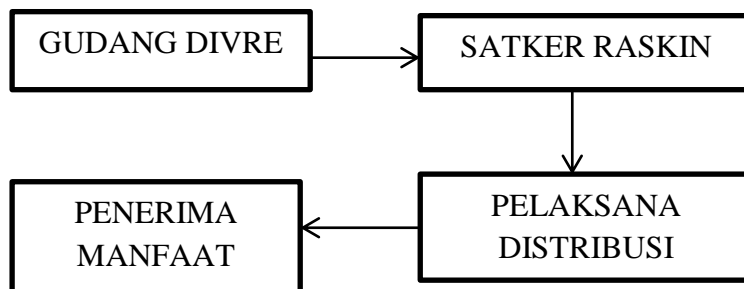 GUDANG DIVRE
SATKER RASKIN
PELAKSANA
DISTRIBUSI
PENERIMA
MANFAAT